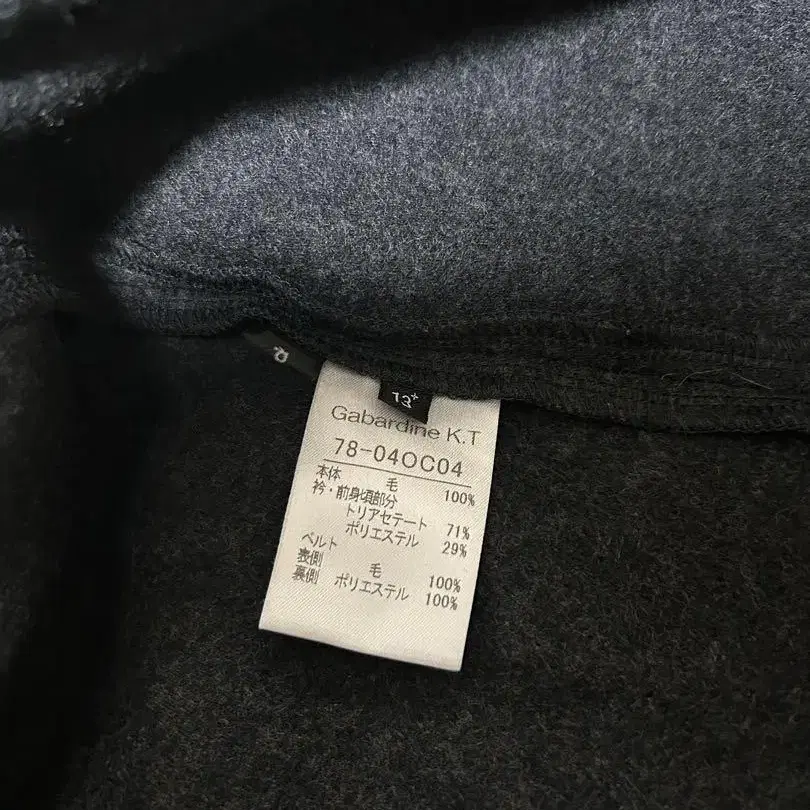 13+
Gabardine K.T
78-04OC04
本体 毛 100%
衿・前身頃部分
トリアセテート 71%
ポリエステル 29%
ベルト
表側 毛 100%
裏側 ポリエステル 100%